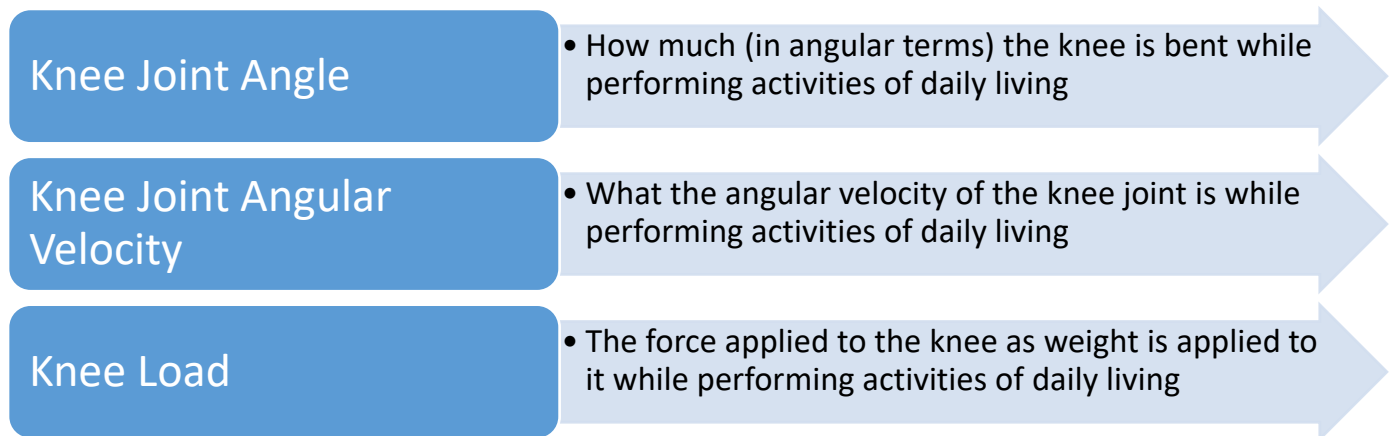 Knee Joint Angle
• How much (in angular terms) the knee is bent while
performing activities of daily living
Knee Joint Angular
Velocity
• What the angular velocity of the knee joint is while
performing activities of daily living
Knee Load
• The force applied to the knee as weight is applied to
it while performing activities of daily living